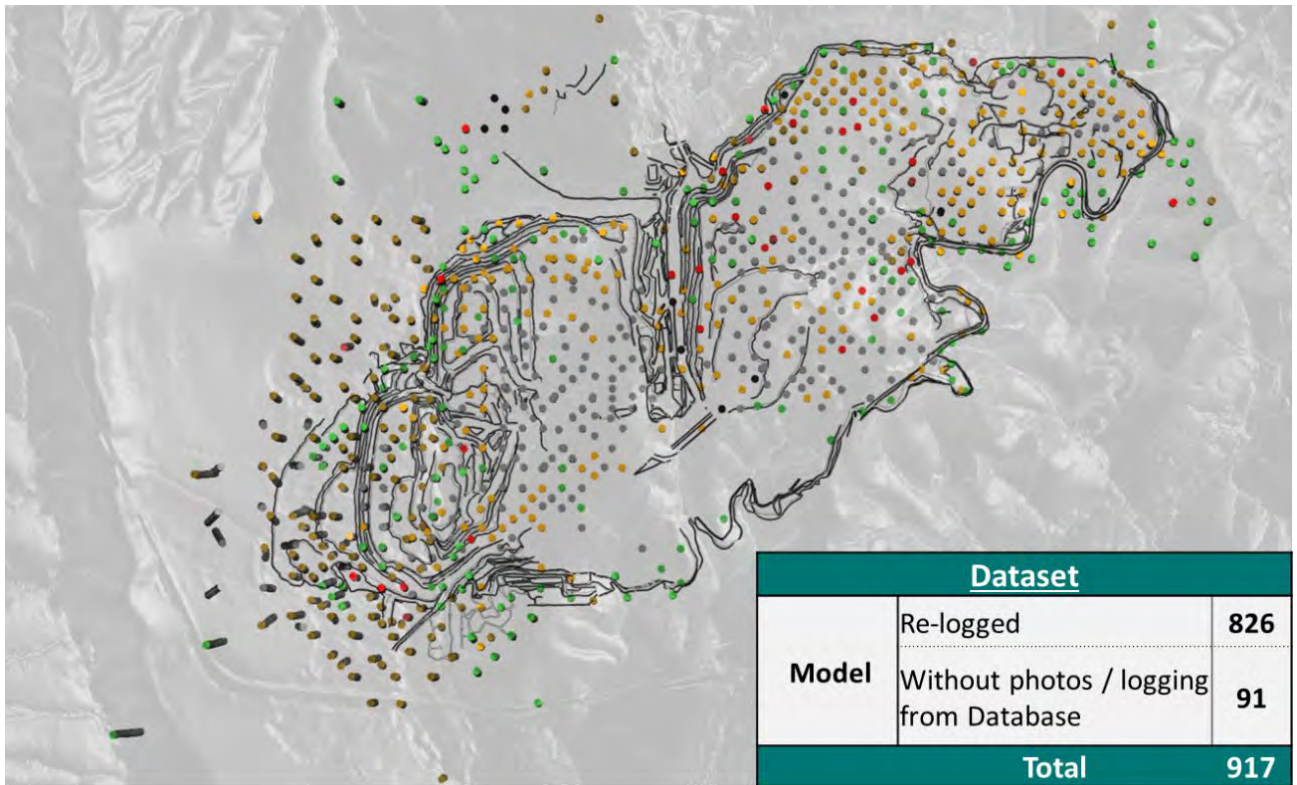 Dataset
Model
Re-logged 826
Without photos / logging
from Database
91
Total 917